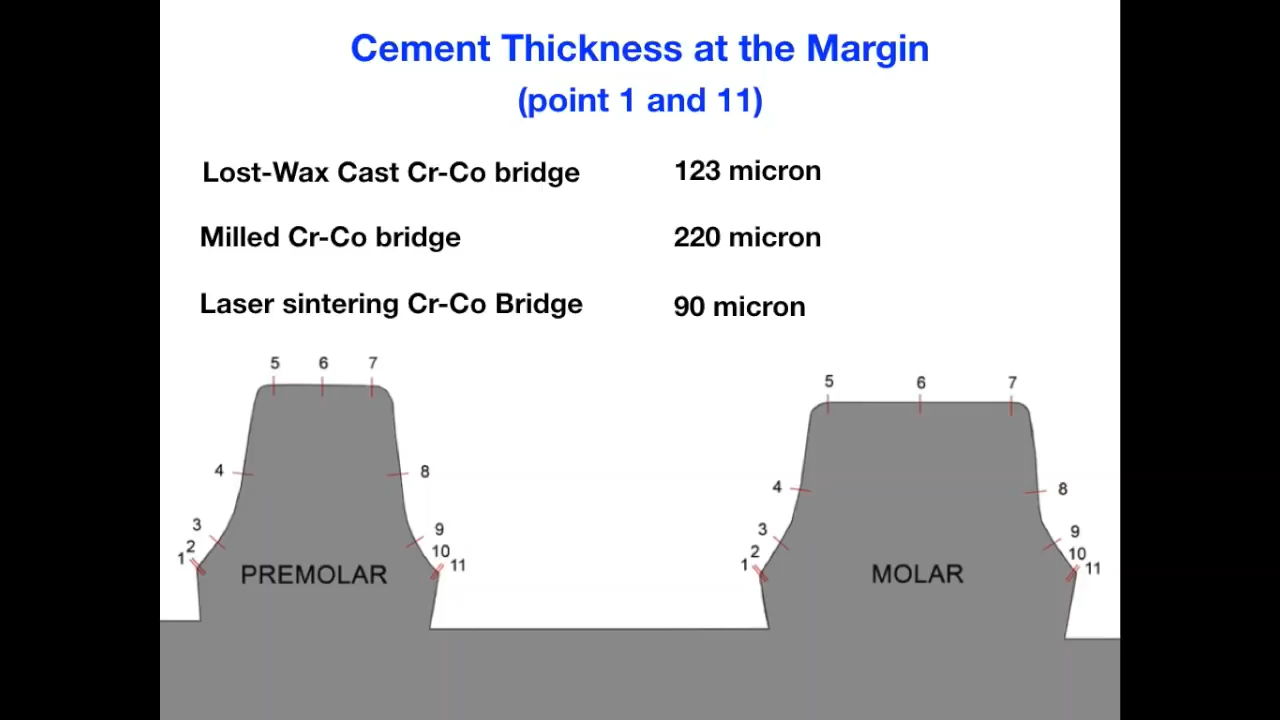 Cement Thickness at the Margin
(point 1 and 11)
Lost-Wax Cast Cr-Co bridge 123 micron
Milled Cr-Co bridge 220 micron
Laser sintering Cr-Co Bridge 90 micron
5 6 7
4 8
3 9
2 10
1 11
PREMOLAR
5 6 7
4 8
3 9
2 10
1 11
MOLAR